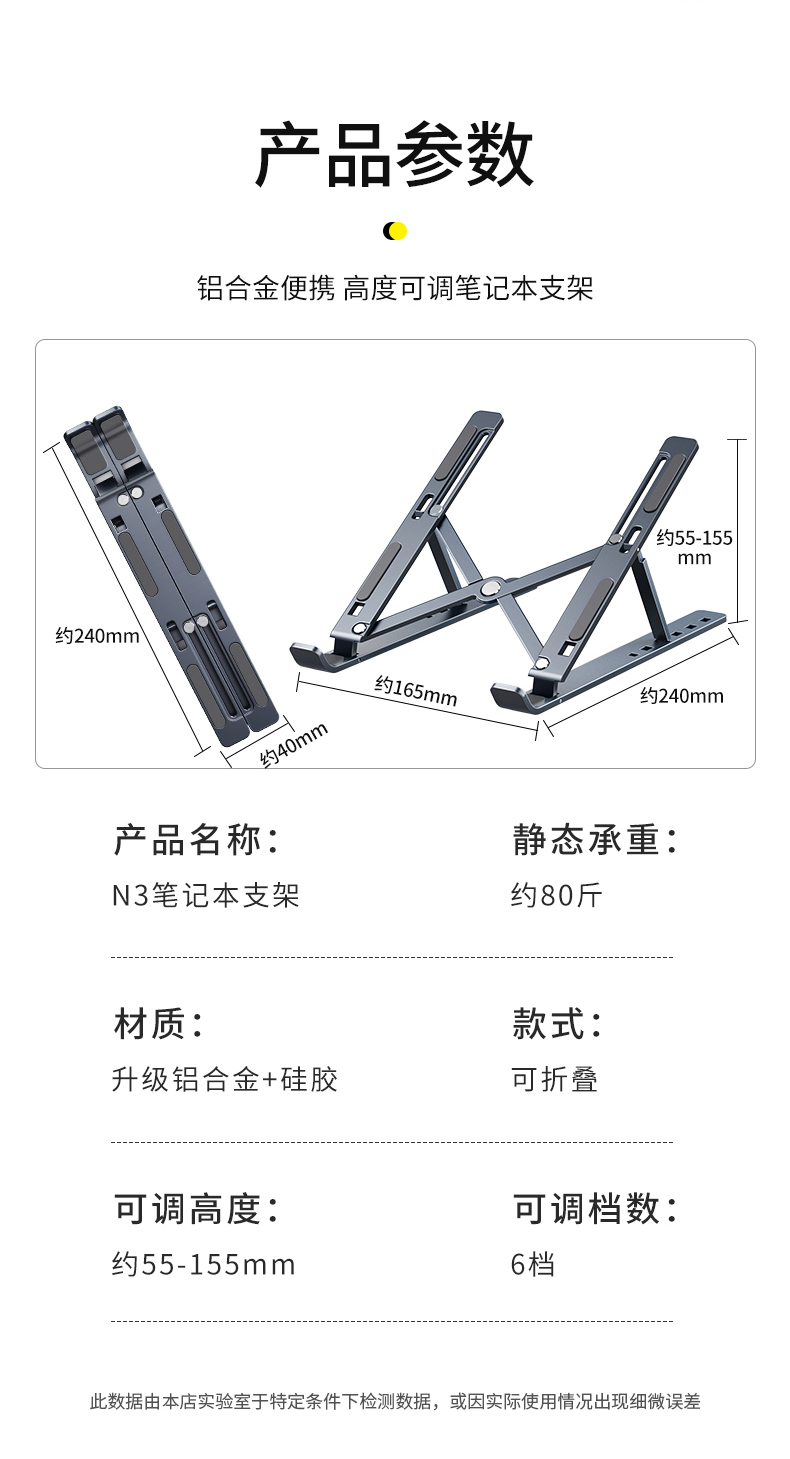 产品参数
铝合金便携 高度可调笔记本支架
约240mm
约40mm
约165mm
约240mm
约55-155
mm
产品名称：
静态承重：
N3笔记本支架
约80斤
材质：
款式：
升级铝合金+硅胶
可折叠
可调高度：
可调档数：
约55-155mm
6档
此数据由本店实验室于特定条件下检测数据，或因实际使用情况出现细微误差